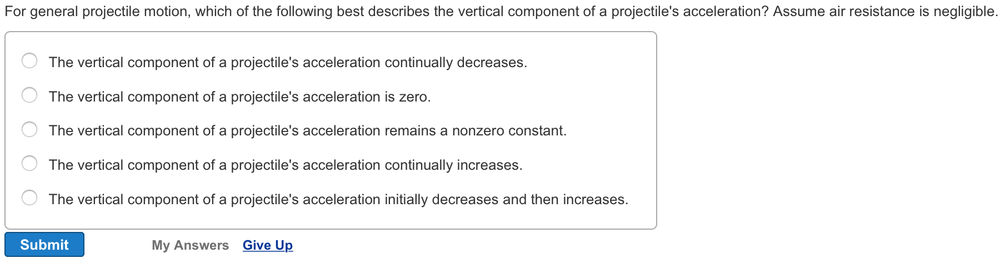 For general projectile motion, which of the following best describes the vertical component of a projectile's acceleration? Assume air resistance is negligible.
The vertical component of a projectile's acceleration continually decreases.
The vertical component of a projectile's acceleration is zero.
The vertical component of a projectile's acceleration remains a nonzero constant.
The vertical component of a projectile's acceleration continually increases.
The vertical component of a projectile's acceleration initially decreases and then increases.
Submit My Answers Give Up